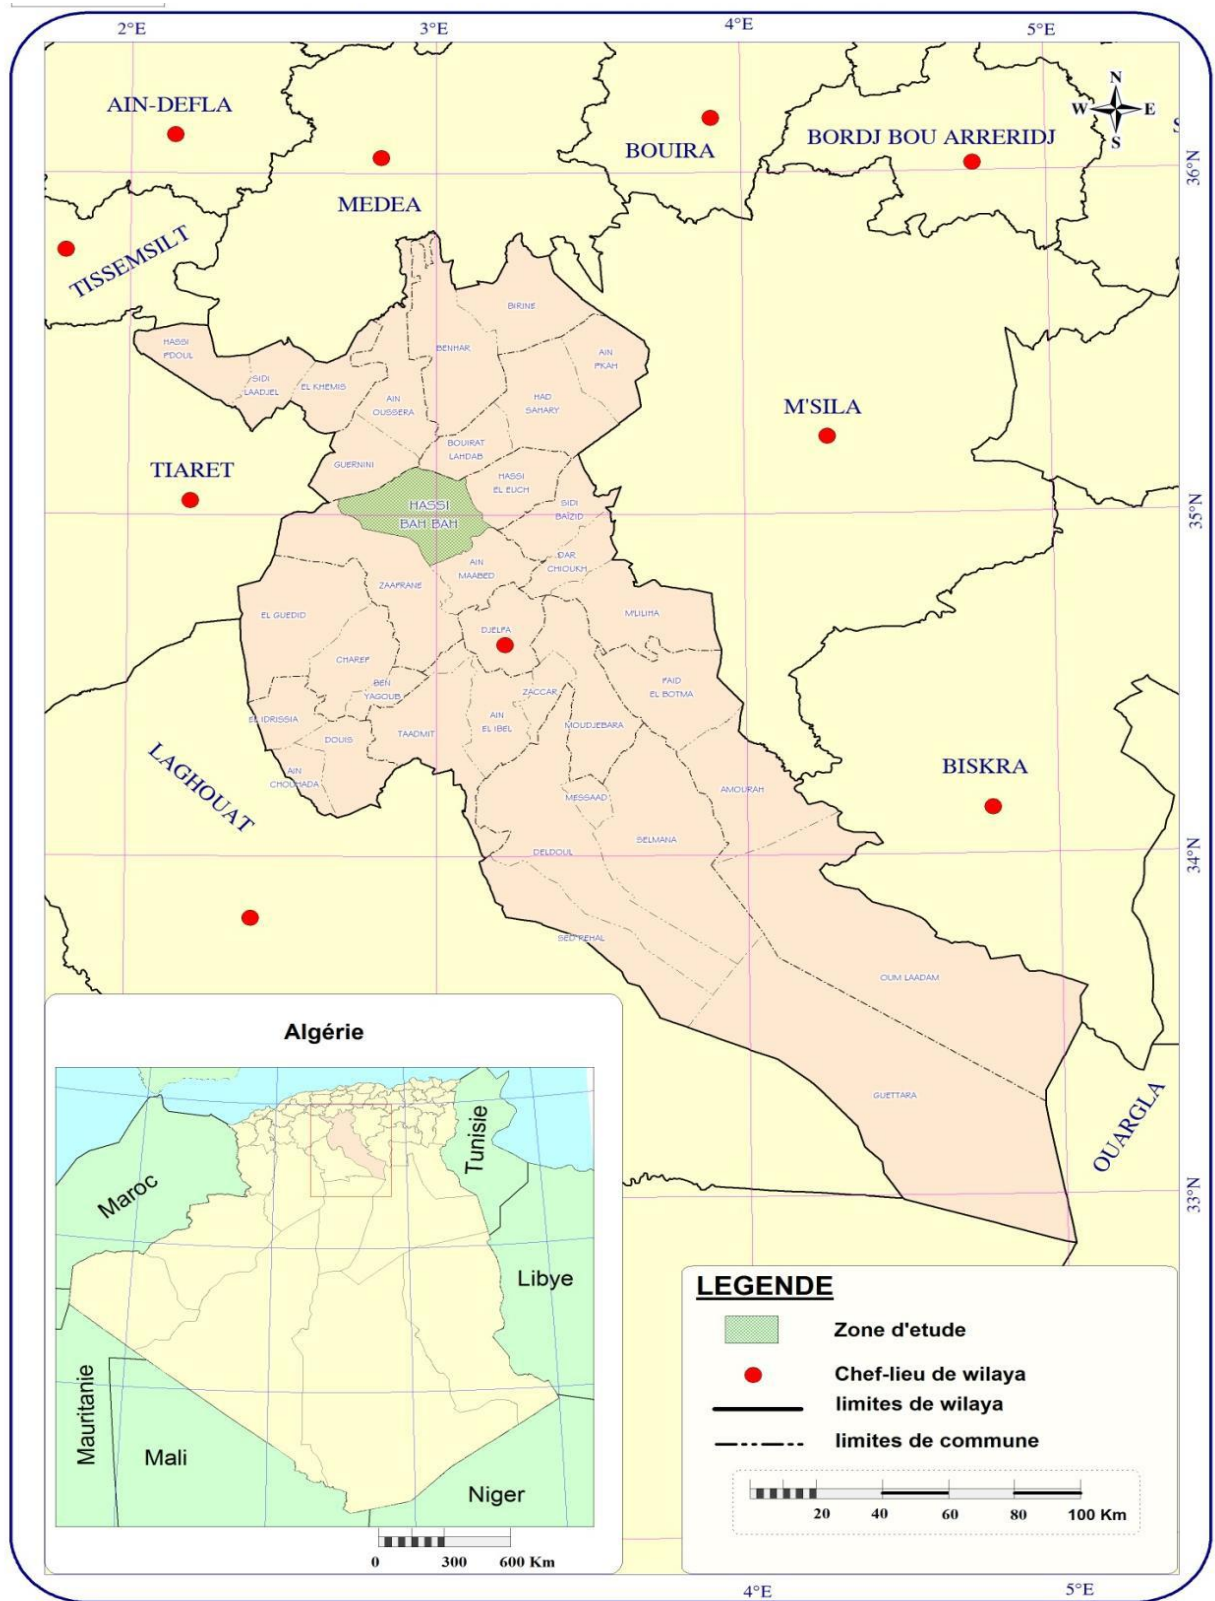 2°E 3°E 4°E 5°E
N
W E
S
AIN-DEFLA
BOUIRA
BORDJ BOU ARRERIDJ
36°N
MEDEA
TISSEMSILT
BIRINE
HASSI
F'DOUL
BENHAR
AIN
F'KAH
SIDI
LAADJEL
EL KHEMIS
AIN
OUSSERA
HAD
SAHARY
M'SILA
BOUIRAT
LAHDAB
GUERNINI
TIARET
HASSI
EL EUCH
HASSI
BAH BAH
SIDI
BAÏZID
35°N
DAR
CHIOUKH
AIN
MAABED
ZAAFRANE
EL GUEDID
M'LILIHA
DJELFA
CHAREF
BEN
YAGOUB
ZACCAR
FAID
EL BOTMA
EL IDRISSIA
AIN
EL IBEL
MOUDJEBARA
DOUIS
TAADMIT
LAGHOUAT
AIN
CHOUHADA
BISKRA
MESSAAD
AMOURAH
SELMANA
DELDOUL
34°N
SED REHAL
OUM LAADAM
GUETTARA
OUARGLA
33°N
Algérie
Maroc
Tunisie
Libye
Mauritanie
Mali
Niger
0 300 600 Km
LEGENDE
Zone d'etude
Chef-lieu de wilaya
limites de wilaya
limites de commune
20 40 60 80 100 Km
4°E 5°E